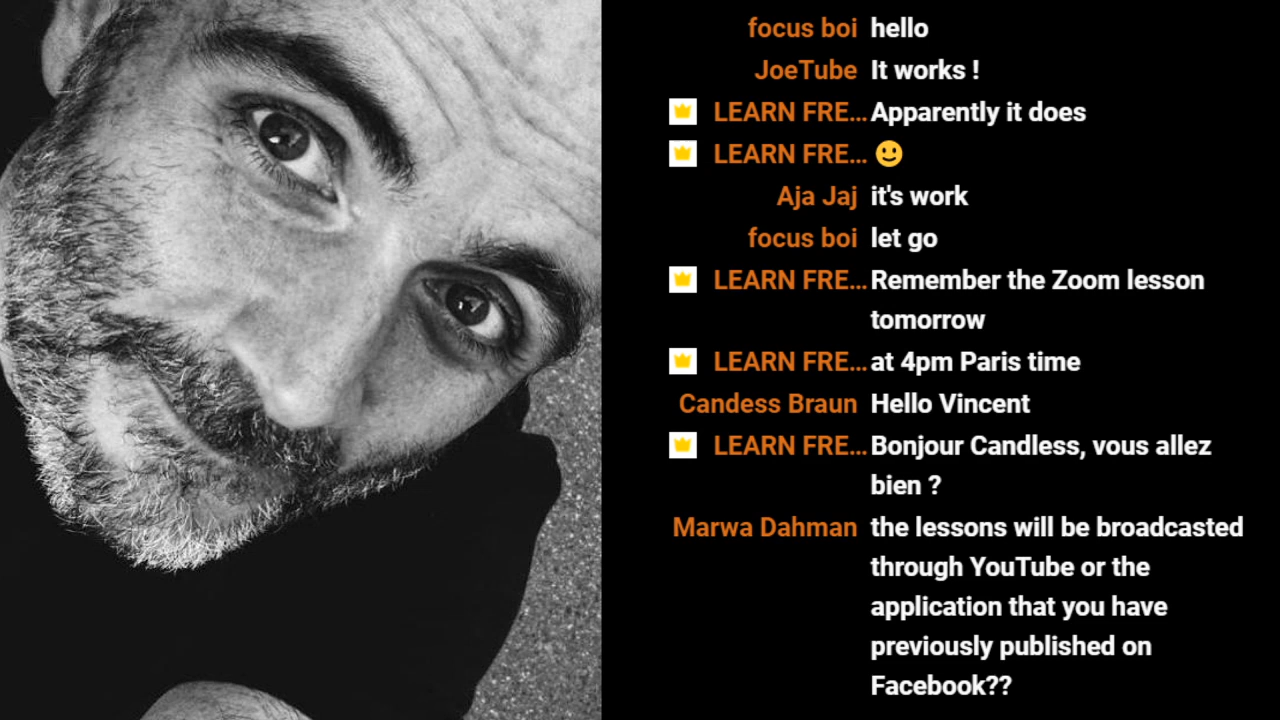 focus boi hello
JoeTube It works !
LEARN FRE... Apparently it does
LEARN FRE... 🙂
Aja Jaj it's work
focus boi let go
LEARN FRE... Remember the Zoom lesson
tomorrow
LEARN FRE... at 4pm Paris time
Candess Braun Hello Vincent
LEARN FRE... Bonjour Candless, vous allez
bien ?
Marwa Dahman the lessons will be broadcasted
through YouTube or the
application that you have
previously published on
Facebook??